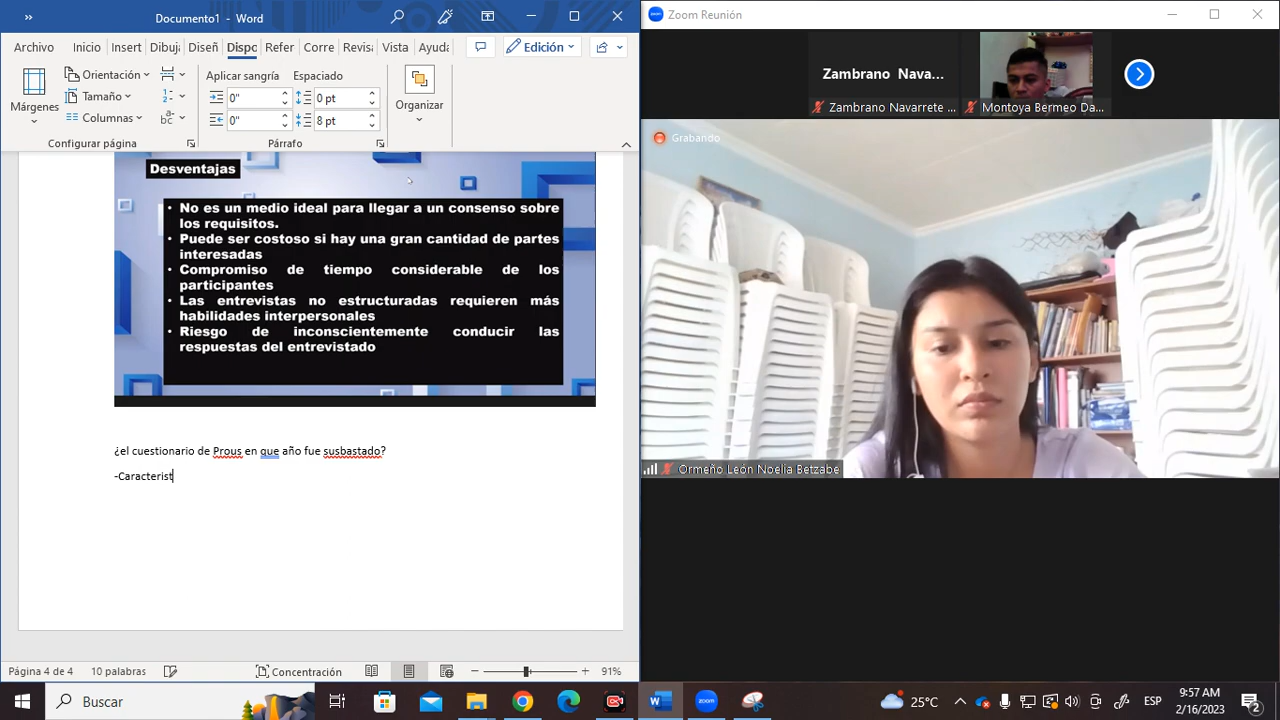 Documento1 - Word
Archivo Inicio Insert Dibuj Diseñ Dispo Refer Corre Revisa Vista Ayuda Edición
Márgenes
Orientación
Tamaño
Columnas
Configurar página
Aplicar sangría Espaciado
0" 0 pt
0" 8 pt
Párrafo
Organizar
Desventajas
• No es un medio ideal para llegar a un consenso sobre
los requisitos.
• Puede ser costoso si hay una gran cantidad de partes
interesadas
• Compromiso de tiempo considerable de los
participantes
• Las entrevistas no estructuradas requieren más
habilidades interpersonales
• Riesgo de inconscientemente conducir las
respuestas del entrevistado
¿el cuestionario de Prous en que año fue susbastado?
-Caracterist
Página 4 de 4 10 palabras Concentración 91%
Zoom Reunión
Zambrano Nava...
Zambrano Navarrete ... Montoya Bermeo Da...
Grabando
Ormeño León Noelia Betzabe
Buscar
25°C ESP 9:57 AM
2/16/2023 2